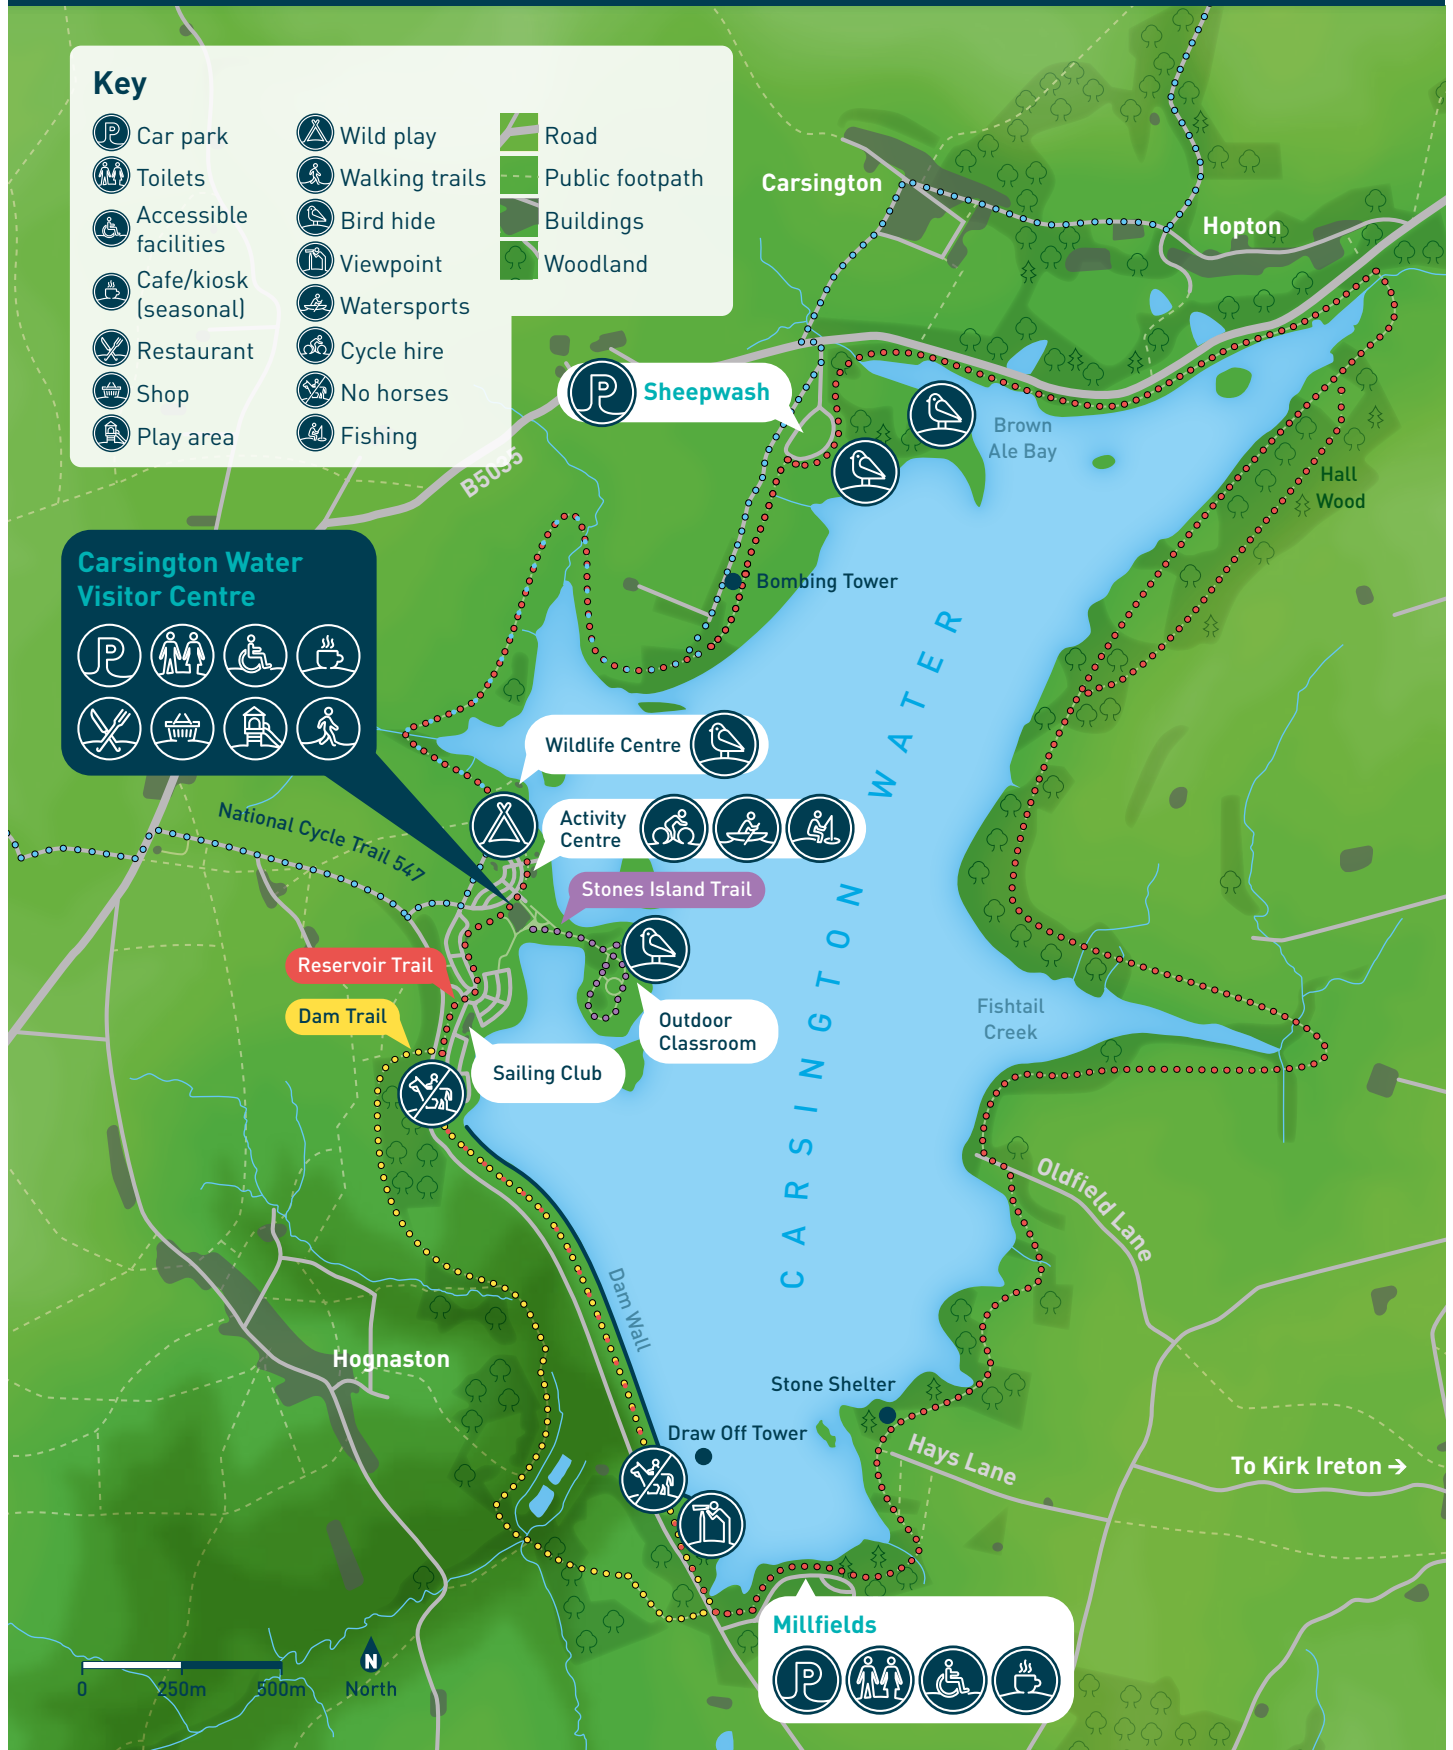 Key
Car park
Toilets
Accessible
facilities
Cafe/kiosk
(seasonal)
Restaurant
Shop
Play area
Wild play
Walking trails
Bird hide
Viewpoint
Watersports
Cycle hire
No horses
Fishing
Road
Public footpath
Buildings
Woodland
Carsington
Hopton
P
Sheepwash
Brown
Ale Bay
Hall
Wood
B5035
Carsington Water
Visitor Centre
P
Bombing Tower
CARSINGTON WATER
Wildlife Centre
Activity
Centre
National Cycle Trail 547
Stones Island Trail
Reservoir Trail
Dam Trail
Outdoor
Classroom
Sailing Club
Fishtail
Creek
Oldfield Lane
Dam Wall
Hognaston
Stone Shelter
Draw Off Tower
Hays Lane
To Kirk Ireton →
Millfields
P
0 250m 500m
N
North